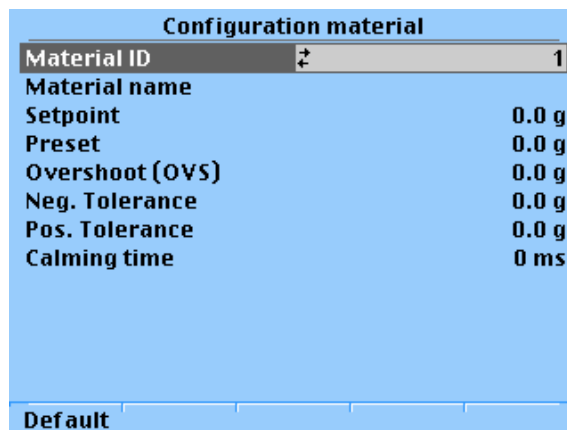 Configuration material
Material ID 1
Material name
Setpoint 0.0 g
Preset 0.0 g
Overshoot (OVS) 0.0 g
Neg. Tolerance 0.0 g
Pos. Tolerance 0.0 g
Calming time 0 ms
Default